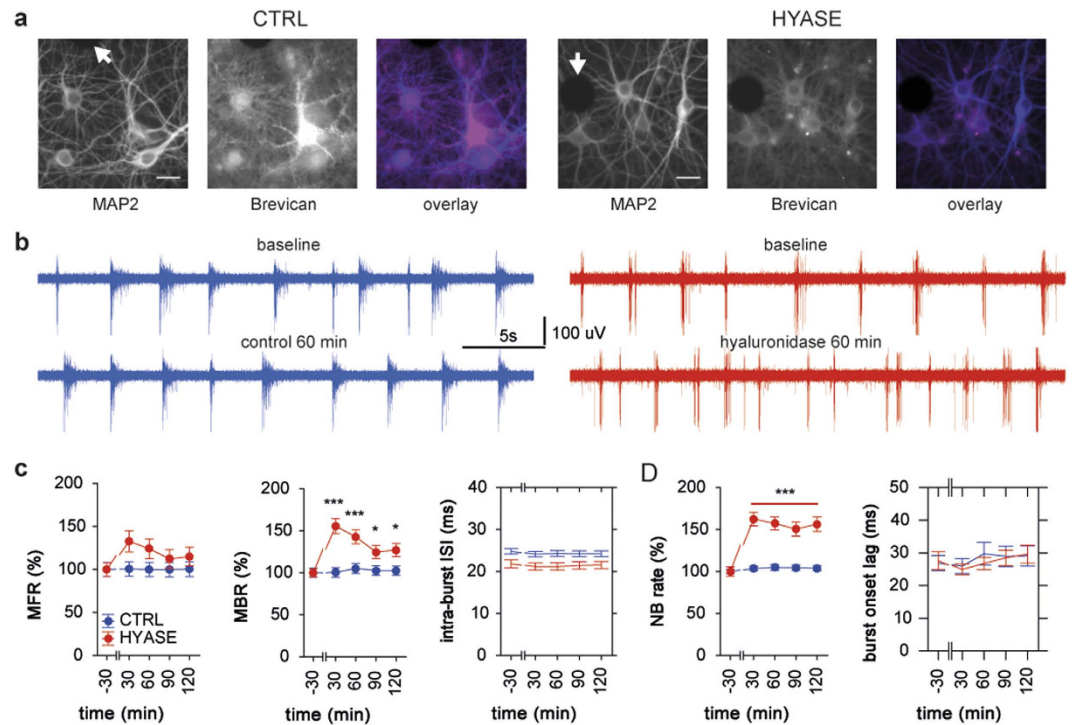 a
CTRL
HYASE
MAP2
Brevican
overlay
MAP2
Brevican
overlay
b
baseline
baseline
5s
100 uV
control 60 min
hyaluronidase 60 min
c
MFR (%)
200
150
100
50
0
CTRL
HYASE
-30
30
60
90
120
time (min)
MBR (%)
200
150
100
50
0
***
***
*
*
-30
30
60
90
120
time (min)
intra-burst ISI (ms)
40
30
20
10
0
-30
30
60
90
120
time (min)
D
NB rate (%)
200
150
100
50
0
***
-30
30
60
90
120
time (min)
burst onset lag (ms)
50
40
30
20
10
0
-30
30
60
90
120
time (min)